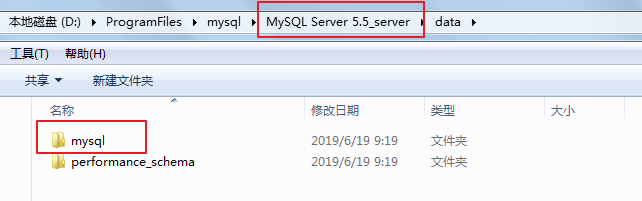 本地磁盘 (D:) ▸ ProgramFiles ▸ mysql ▸ MySQL Server 5.5_server ▸ data ▸
工具(T) 帮助(H)
共享 ▼ 新建文件夹
名称 修改日期 类型 大小
mysql 2019/6/19 9:19 文件夹
performance_schema 2019/6/19 9:19 文件夹